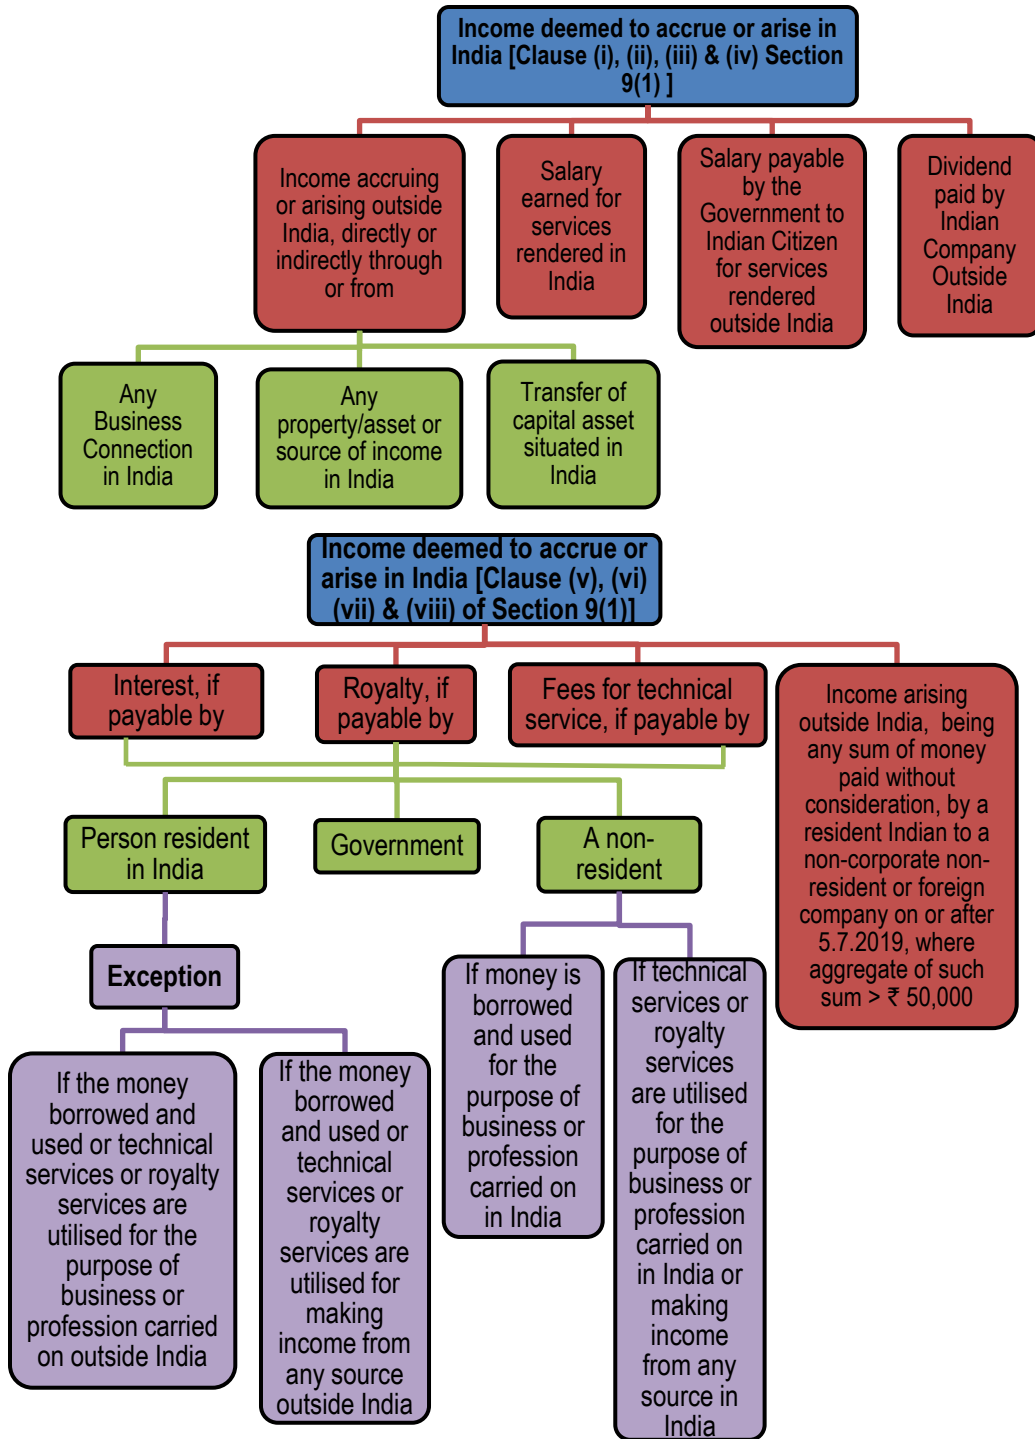 Income deemed to accrue or arise in
India [Clause (i), (ii), (iii) & (iv) Section
9(1) ]
Income accruing
or arising outside
India, directly or
indirectly through
or from
Salary
earned for
services
rendered in
India
Salary payable
by the
Government to
Indian Citizen
for services
rendered
outside India
Dividend
paid by
Indian
Company
Outside
India
Any
Business
Connection
in India
Any
property/asset or
source of income
in India
Transfer of
capital asset
situated in
India
Income deemed to accrue or
arise in India [Clause (v), (vi)
(vii) & (viii) of Section 9(1)]
Interest, if
payable by
Royalty, if
payable by
Fees for technical
service, if payable by
Income arising
outside India, being
any sum of money
paid without
consideration, by a
resident Indian to a
non-corporate non-
resident or foreign
company on or after
5.7.2019, where
aggregate of such
sum > ₹ 50,000
Person resident
in India
Government
A non-
resident
Exception
If the money
borrowed and
used or technical
services or royalty
services are
utilised for the
purpose of
business or
profession carried
on outside India
If the money
borrowed
and used or
technical
services or
royalty
services are
utilised for
making
income from
any source
outside India
If money is
borrowed
and used
for the
purpose of
business or
profession
carried on
in India
If technical
services or
royalty
services
are utilised
for the
purpose of
business or
profession
carried on
in India or
making
income
from any
source in
India